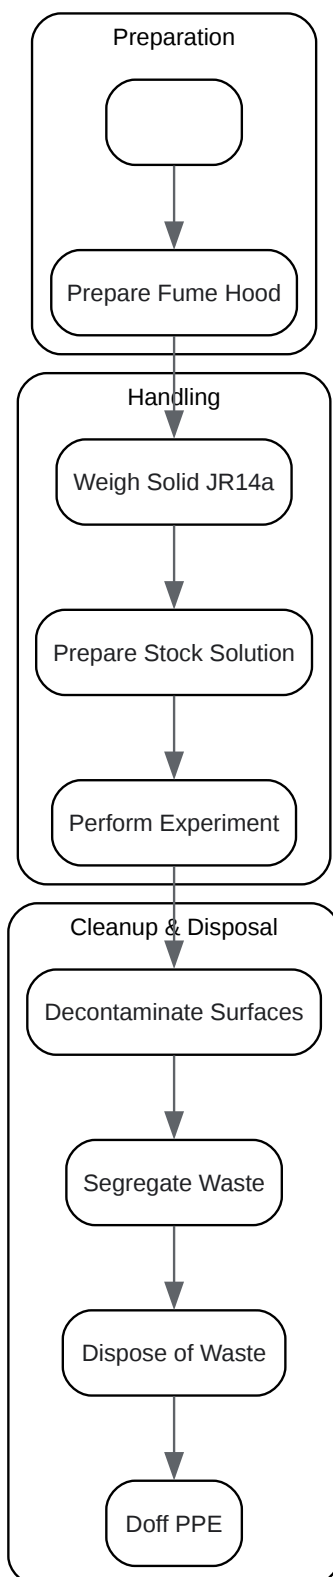 Preparation
Prepare Fume Hood
Handling
Weigh Solid JR14a
Prepare Stock Solution
Perform Experiment
Cleanup & Disposal
Decontaminate Surfaces
Segregate Waste
Dispose of Waste
Doff PPE